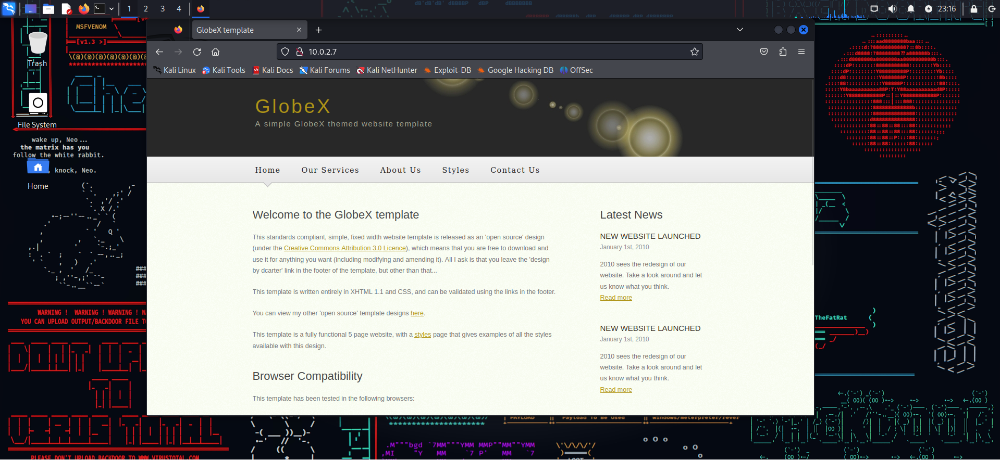 1 2 3 4
23:16
MSFVENOM
[v1.3 >]
Trash
File System
wake up, Neo...
the matrix has you
follow the white rabbit.
, knock, Neo.
Home
GlobeX template
10.0.2.7
Kali Linux Kali Tools Kali Docs Kali Forums Kali NetHunter Exploit-DB Google Hacking DB OffSec
GlobeX
A simple GlobeX themed website template
Home Our Services About Us Styles Contact Us
Welcome to the GlobeX template
This standards compliant, simple, fixed width website template is released as an 'open source' design
(under the Creative Commons Attribution 3.0 Licence), which means that you are free to download and
use it for anything you want (including modifying and amending it). All I ask is that you leave the 'design
by dcarter' link in the footer of the template, but other than that...
This template is written entirely in XHTML 1.1 and CSS, and can be validated using the links in the footer.
You can view my other 'open source' template designs here.
This template is a fully functional 5 page website, with a styles page that gives examples of all the styles
available with this design.
Browser Compatibility
This template has been tested in the following browsers:
Latest News
NEW WEBSITE LAUNCHED
January 1st, 2010
2010 sees the redesign of our
website. Take a look around and let
us know what you think.
Read more
NEW WEBSITE LAUNCHED
January 1st, 2010
2010 sees the redesign of our
website. Take a look around and let
us know what you think.
Read more
WARNING ! WARNING ! WARNING !
YOU CAN UPLOAD OUTPUT/BACKDOOR FILE
DON'T
TO
PLEASE DON'T UPLOAD BACKDOOR TO WWW.VIRUSTOTAL.COM
TheFatRat
PAYLOAD || Payload To Be Used || Windows/meterpreter/rever
LOOT